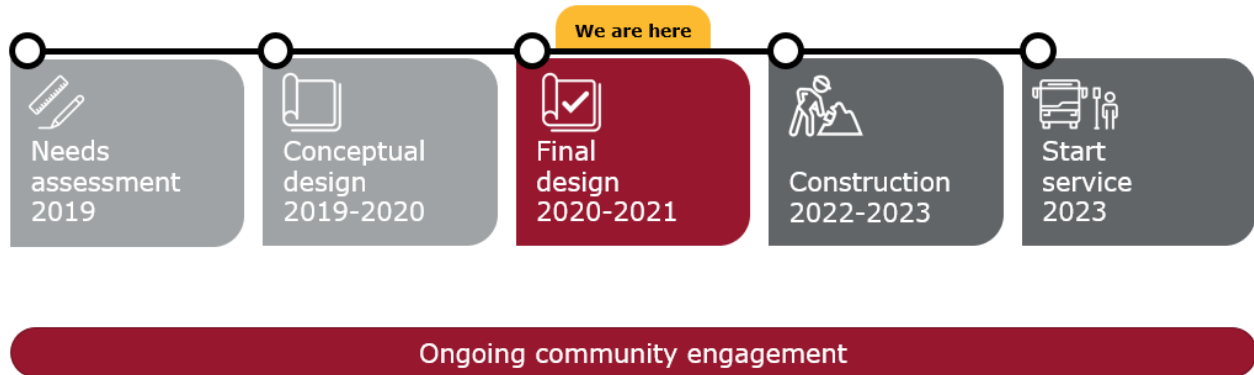 We are here
Needs
assessment
2019
Conceptual
design
2019-2020
Final
design
2020-2021
Construction
2022-2023
Start
service
2023
Ongoing community engagement